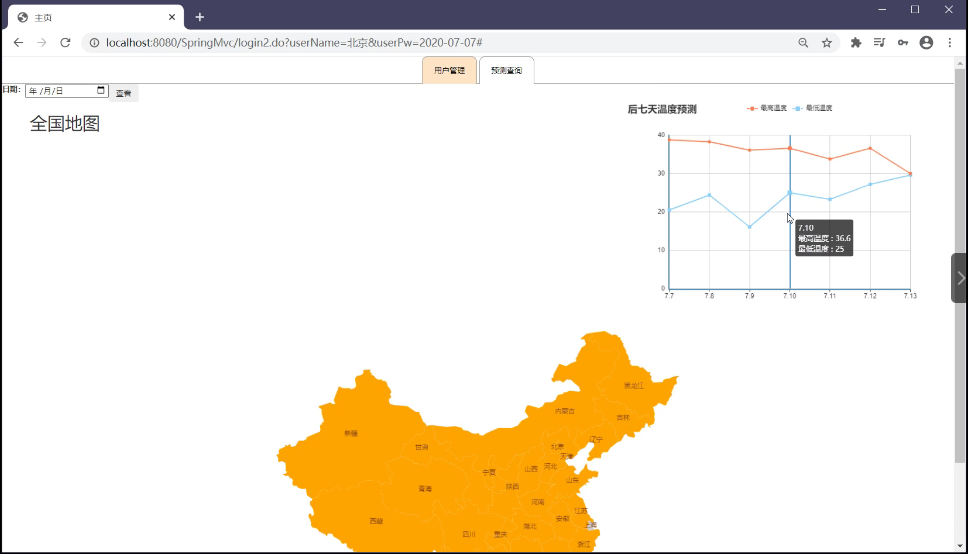 主页
localhost:8080/SpringMvc/login2.do?userName=北京&userPw=2020-07-07#
用户管理
预测查询
日期: 年 /月/日 查看
全国地图
后七天温度预测
最高温度 最低温度
40
30
20
10
0
7.7 7.8 7.9 7.10 7.11 7.12 7.13
7.10
最高温度 : 36.6
最低温度 : 25
黑龙江
内蒙古
吉林
新疆
辽宁
甘肃
北京
天津
宁夏
山西
河北
山东
青海
陕西
河南
江苏
西藏
安徽
上海
四川
重庆
湖北
浙江